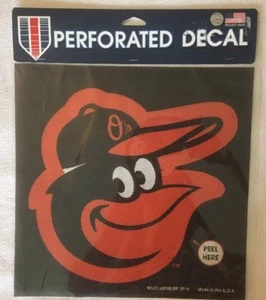 PERFORATED DECAL
O's
PEEL
HERE
Made in the U.S.A.